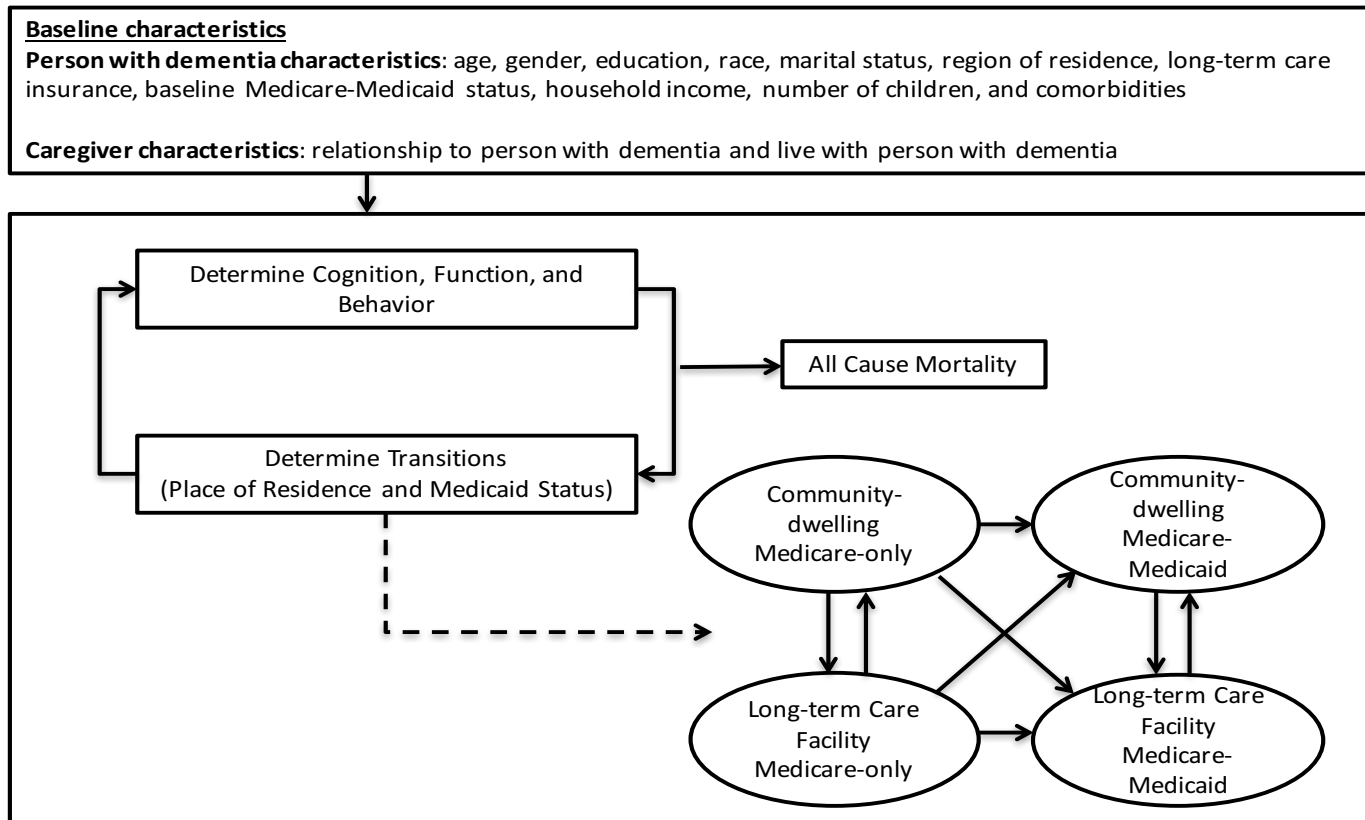 Baseline characteristics
Person with dementia characteristics: age, gender, education, race, marital status, region of residence, long-term care
insurance, baseline Medicare-Medicaid status, household income, number of children, and comorbidities
Caregiver characteristics: relationship to person with dementia and live with person with dementia
Determine Cognition, Function, and
Behavior
All Cause Mortality
Determine Transitions
(Place of Residence and Medicaid Status)
Community-
dwelling
Medicare-only
Community-
dwelling
Medicare-
Medicaid
Long-term Care
Facility
Medicare-only
Long-term Care
Facility
Medicare-
Medicaid